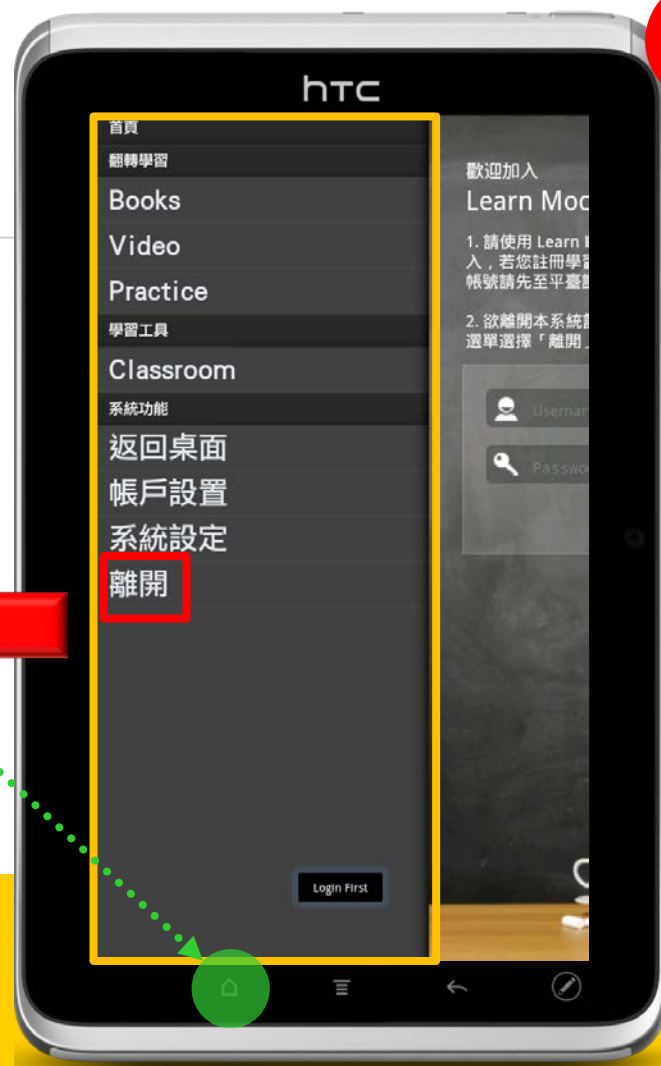 htc
首頁
翻轉學習
Books
Video
Practice
學習工具
Classroom
系統功能
返回桌面
帳戶設置
系統設定
離開
Login First
歡迎加入
Learn Moo
1. 請使用 Learn
入，若您註冊學
帳號請先至平臺
2. 欲離開本系統
選單選擇「離開」
Usernar
Passwo